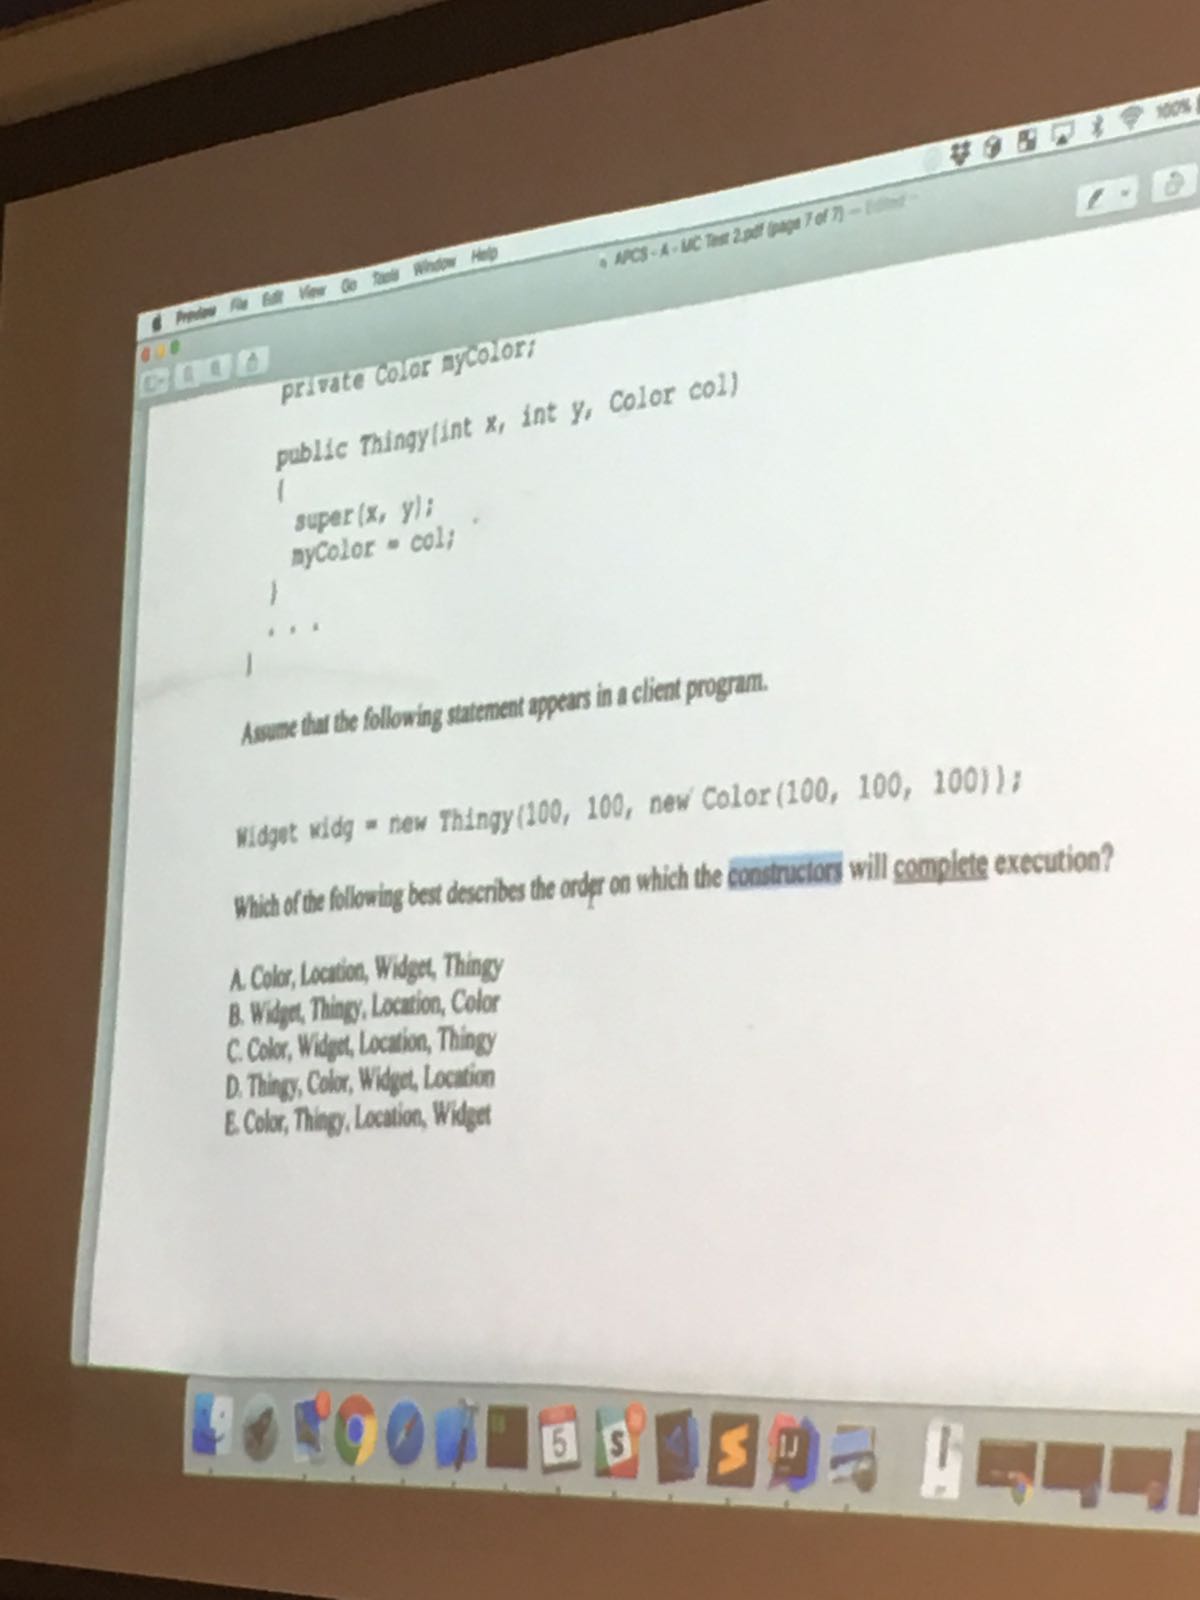 100%
Preview File Edit View Go Tools Window Help
APCS - A - MC Test 2.pdf (page 7 of 7) — Edited
private Color myColor;
public Thingy(int x, int y, Color col)
{
super(x, y);
myColor = col;
}
. . .
}
Assume that the following statement appears in a client program.
Widget widg = new Thingy(100, 100, new Color(100, 100, 100));
Which of the following best describes the order on which the constructors will complete execution?
A. Color, Location, Widget, Thingy
B. Widget, Thingy, Location, Color
C. Color, Widget, Location, Thingy
D. Thingy, Color, Widget, Location
E. Color, Thingy, Location, Widget
5
S
S
IJ